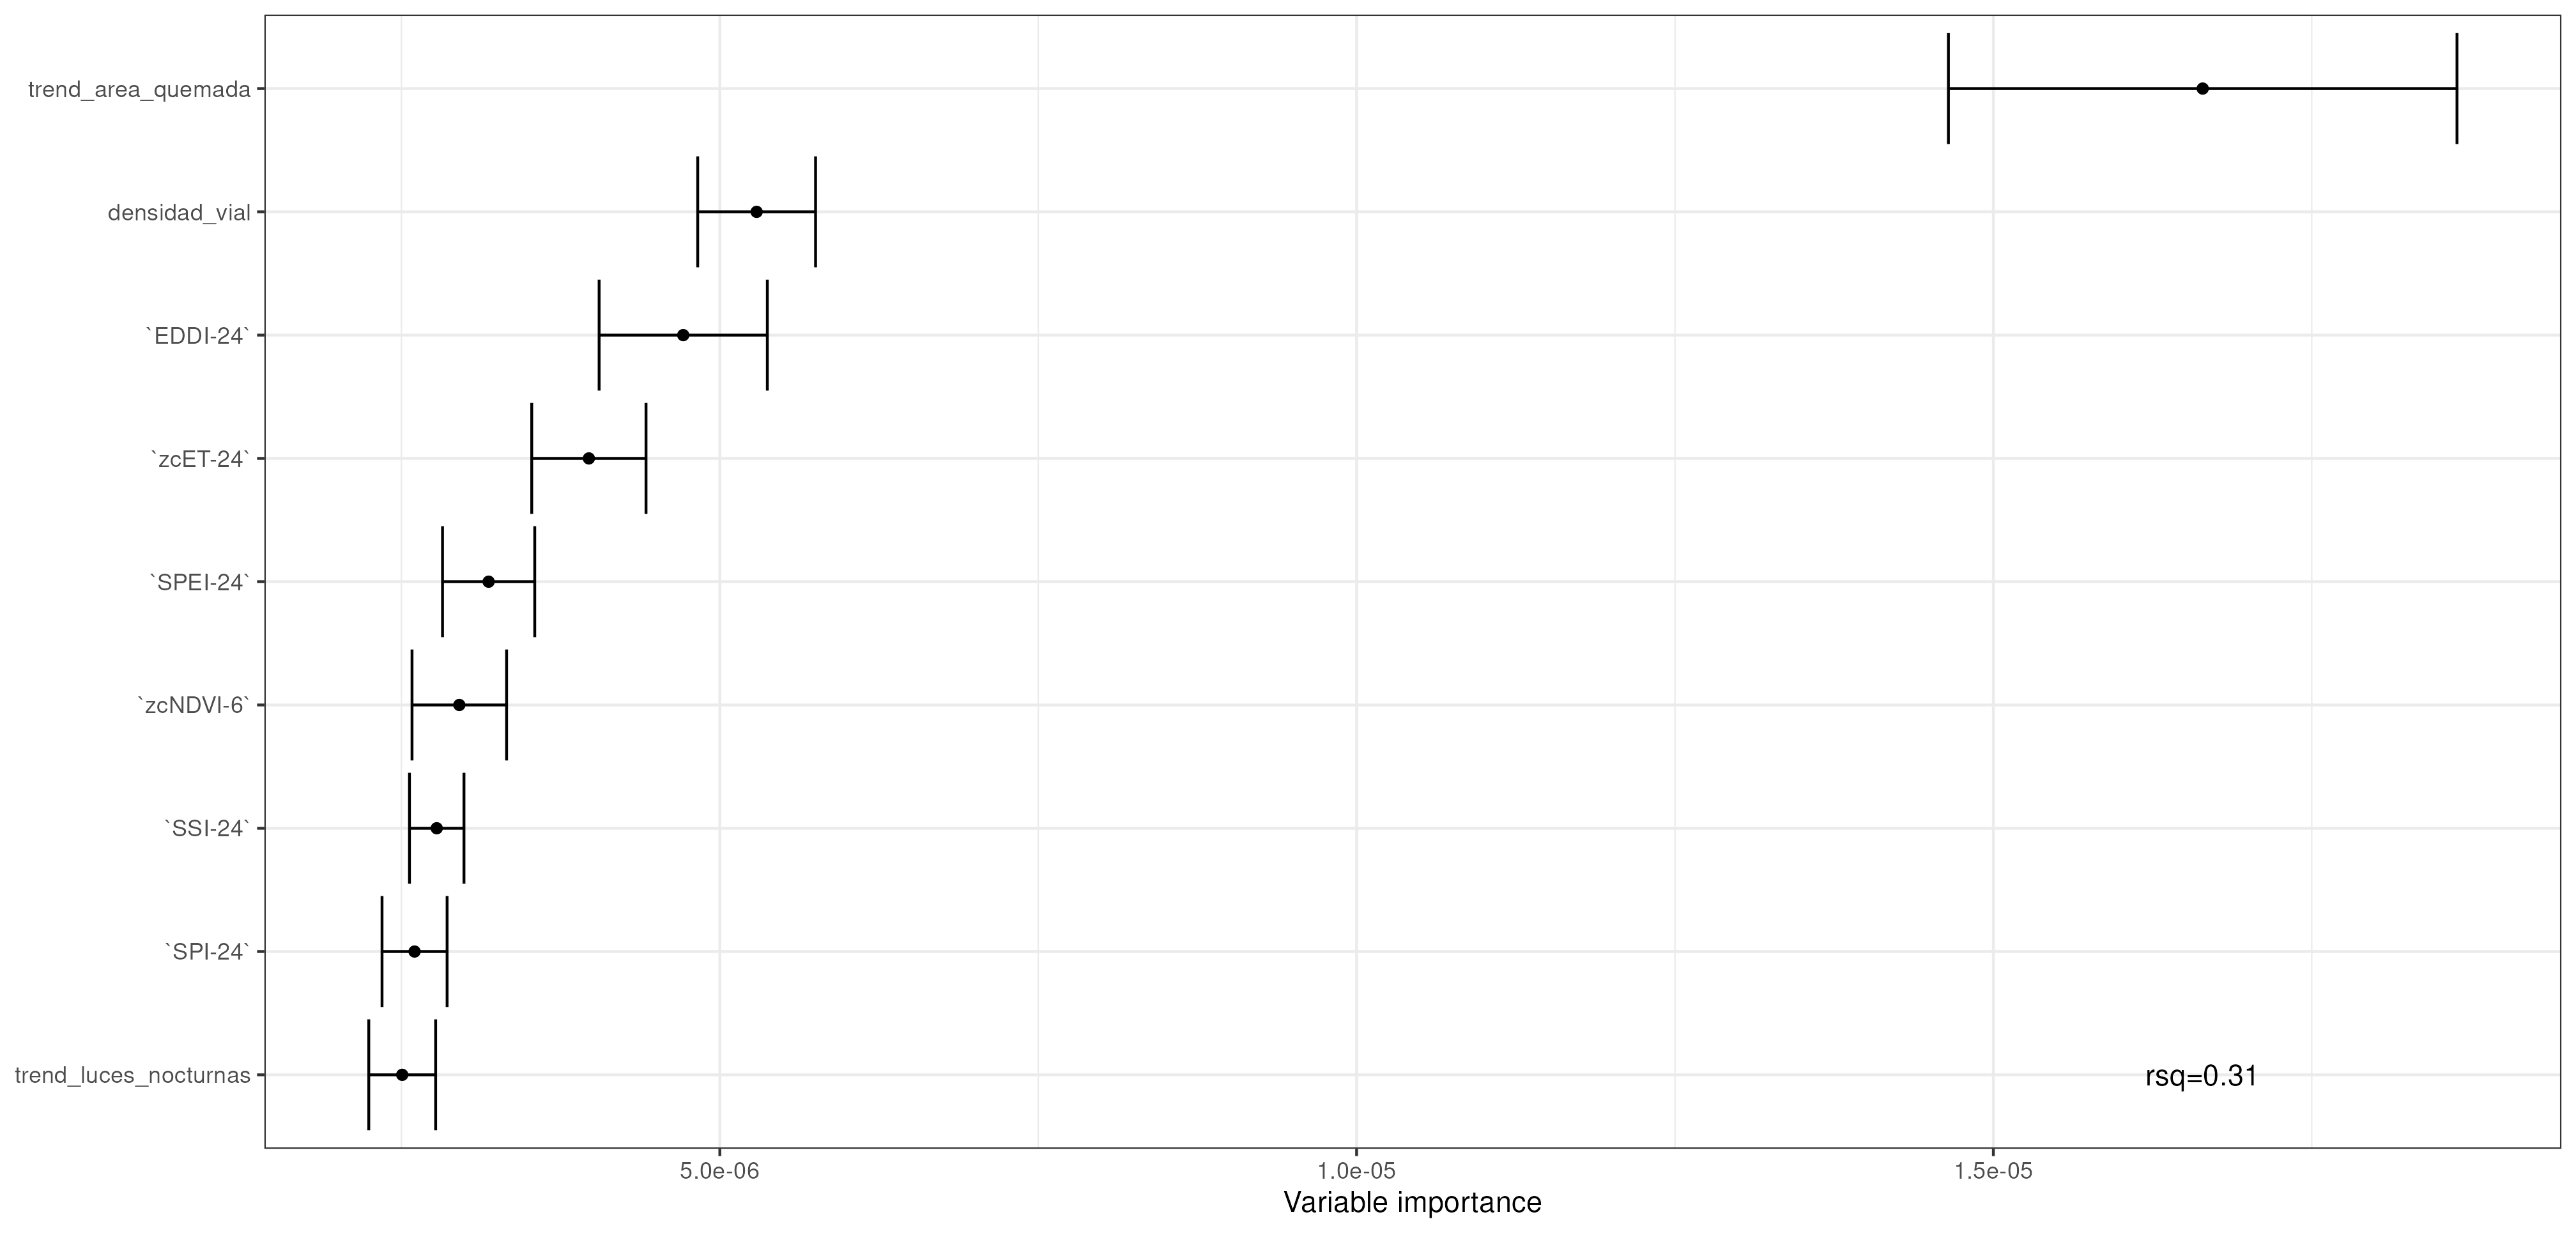 trend_area_quemada
densidad_vial
`EDDI-24`
`zcET-24`
`SPEI-24`
`zcNDVI-6`
`SSI-24`
`SPI-24`
trend_luces_nocturnas
rsq=0.31
5.0e-06
1.0e-05
1.5e-05
Variable importance